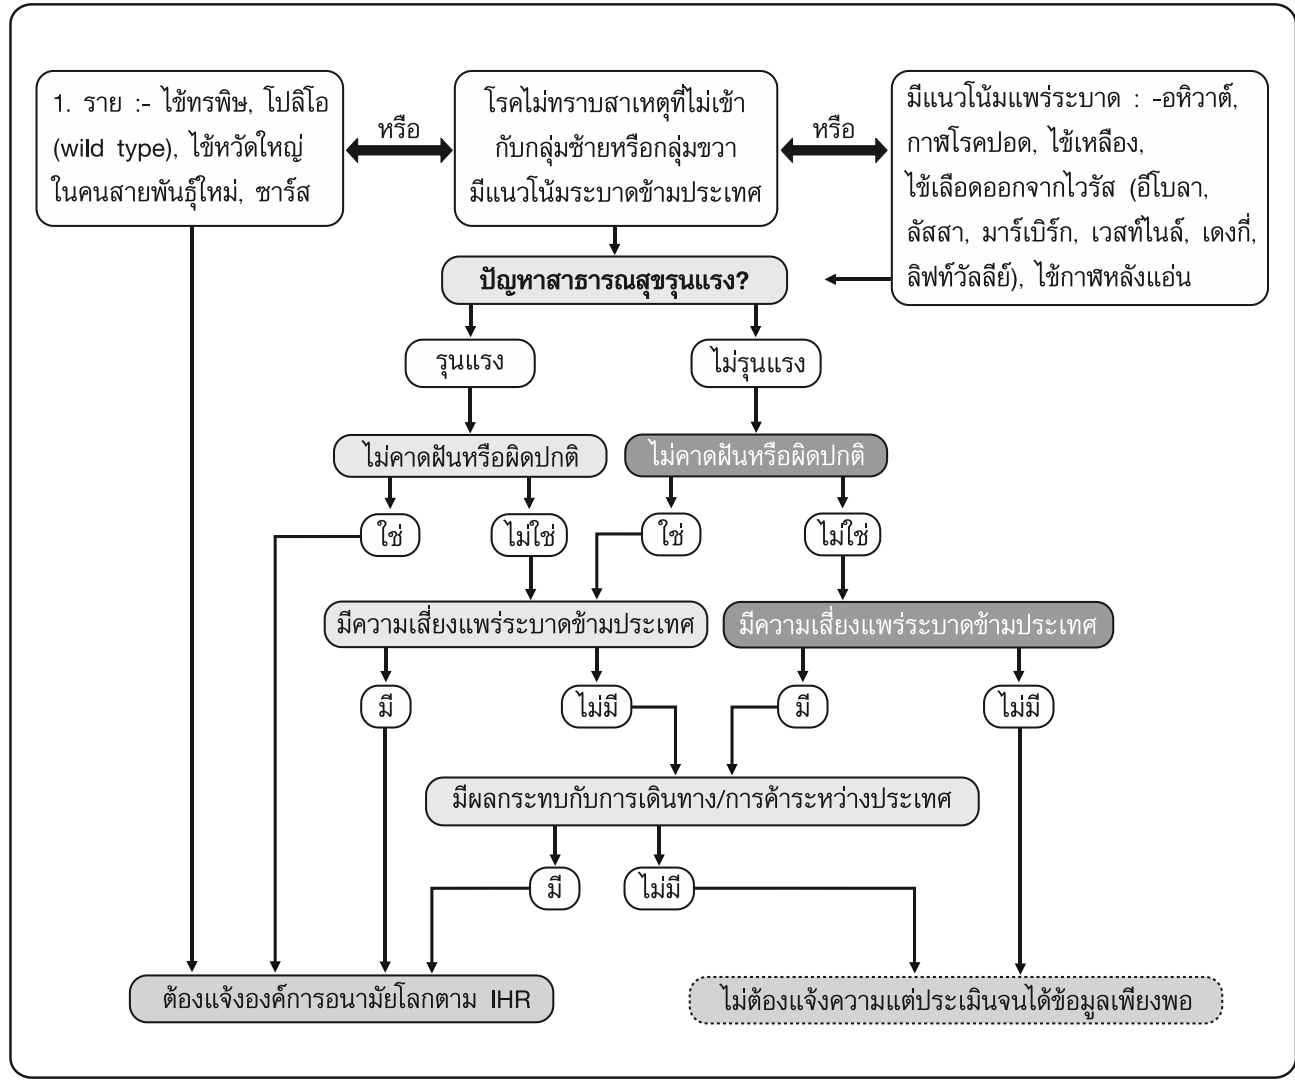 1. ราย :- ไข้ทรพิษ, โปลิโอ
(wild type), ไข้หวัดใหญ่
ในคนสายพันธุ์ใหม่, ซาร์ส
หรือ
โรคไม่ทราบสาเหตุที่ไม่เข้า
กับกลุ่มซ้ายหรือกลุ่มขวา
มีแนวโน้มระบาดข้ามประเทศ
หรือ
มีแนวโน้มแพร่ระบาด : -อหิวาต์,
กาฬโรคปอด, ไข้เหลือง,
ไข้เลือดออกจากไวรัส (อีโบลา,
ลัสสา, มาร์เบิร์ก, เวสท์ไนล์, เดงกี่,
ลิฟท์วัลลีย์), ไข้กาฬหลังแอ่น
ปัญหาสาธารณสุขรุนแรง?
รุนแรง
ไม่รุนแรง
ไม่คาดฝันหรือผิดปกติ
ไม่คาดฝันหรือผิดปกติ
ใช่
ไม่ใช่
ใช่
ไม่ใช่
มีความเสี่ยงแพร่ระบาดข้ามประเทศ
มีความเสี่ยงแพร่ระบาดข้ามประเทศ
มี
ไม่มี
มี
ไม่มี
มีผลกระทบกับการเดินทาง/การค้าระหว่างประเทศ
มี
ไม่มี
ต้องแจ้งองค์การอนามัยโลกตาม IHR
ไม่ต้องแจ้งความแต่ประเมินจนได้ข้อมูลเพียงพอ